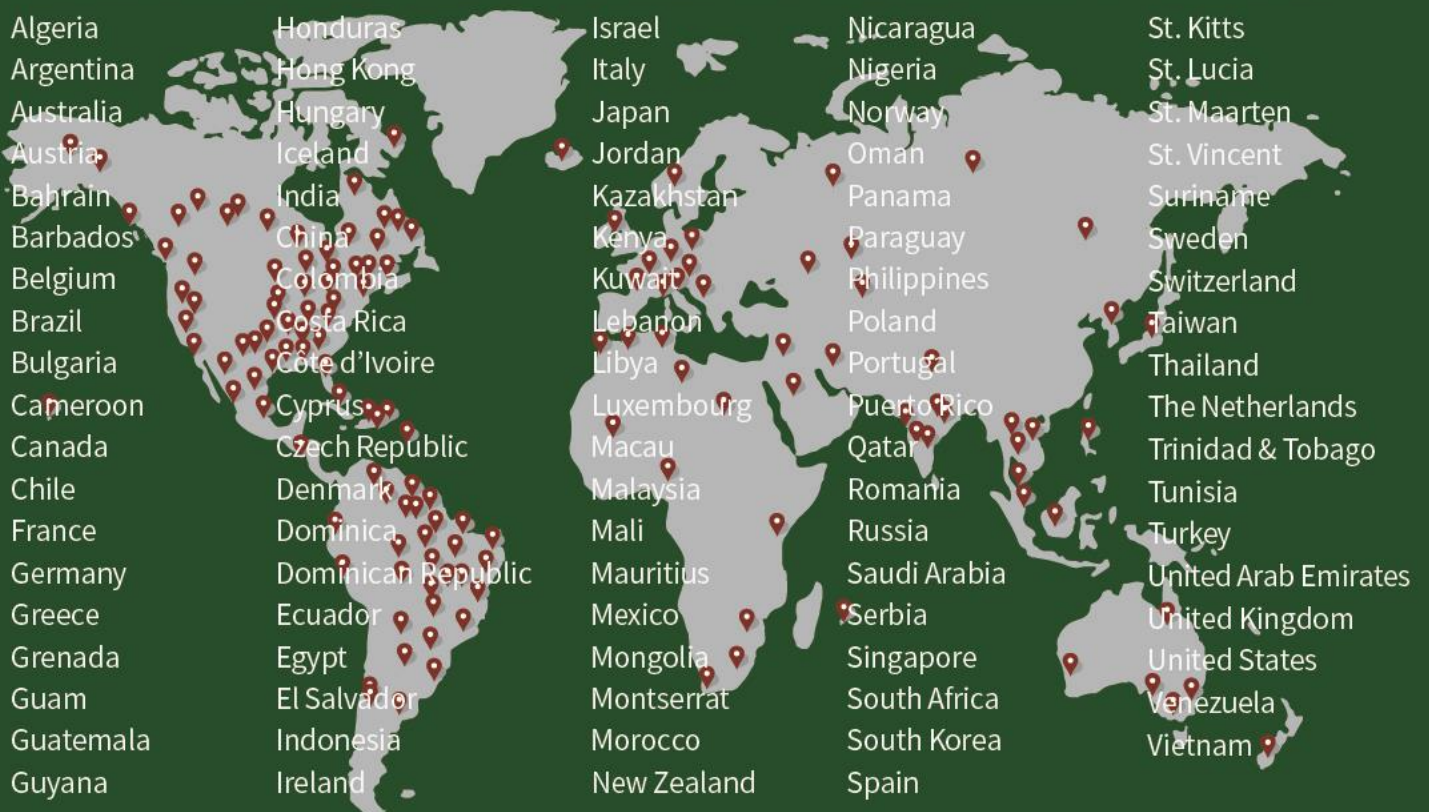 Algeria
Argentina
Australia
Austria
Bahrain
Barbados
Belgium
Brazil
Bulgaria
Cameroon
Canada
Chile
France
Germany
Greece
Grenada
Guam
Guatemala
Guyana
Honduras
Hong Kong
Hungary
Iceland
India
China
Colombia
Costa Rica
Côte d’Ivoire
Cyprus
Czech Republic
Denmark
Dominica
Dominican Republic
Ecuador
Egypt
El Salvador
Indonesia
Ireland
Israel
Italy
Japan
Jordan
Kazakhstan
Kenya
Kuwait
Lebanon
Libya
Luxembourg
Macau
Malaysia
Mali
Mauritius
Mexico
Mongolia
Montserrat
Morocco
New Zealand
Nicaragua
Nigeria
Norway
Oman
Panama
Paraguay
Philippines
Poland
Portugal
Puerto Rico
Qatar
Romania
Russia
Saudi Arabia
Serbia
Singapore
South Africa
South Korea
Spain
St. Kitts
St. Lucia
St. Maarten
St. Vincent
Suriname
Sweden
Switzerland
Taiwan
Thailand
The Netherlands
Trinidad & Tobago
Tunisia
Turkey
United Arab Emirates
United Kingdom
United States
Venezuela
Vietnam